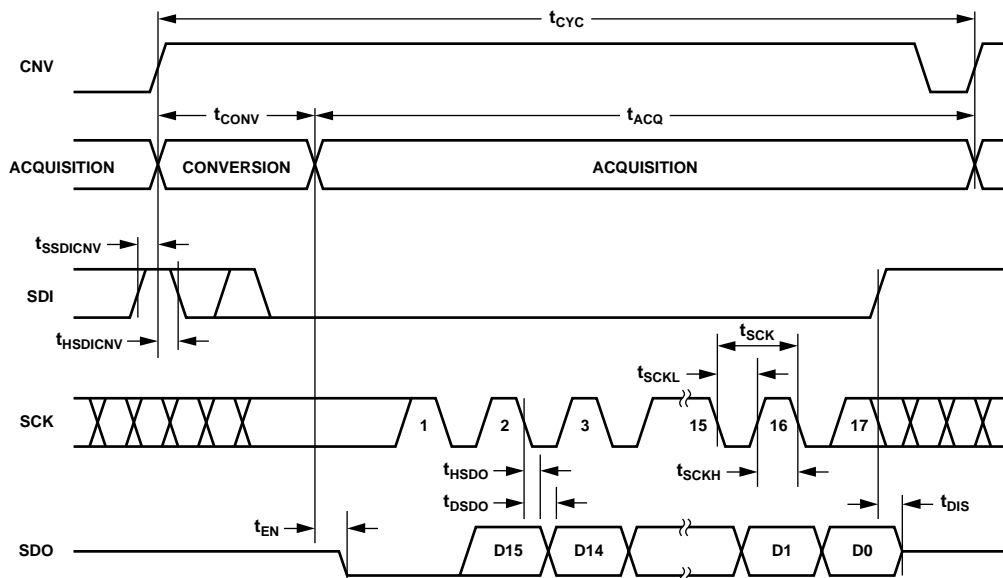 tCYC
CNV
tCONV
tACQ
ACQUISITION
CONVERSION
ACQUISITION
tSSDICNV
SDI
tHSDICNV
tSCK
tSCKL
SCK
1
2
3
15
16
17
tHSDO
tSCKH
tDSDO
tDIS
tEN
SDO
D15
D14
D1
D0